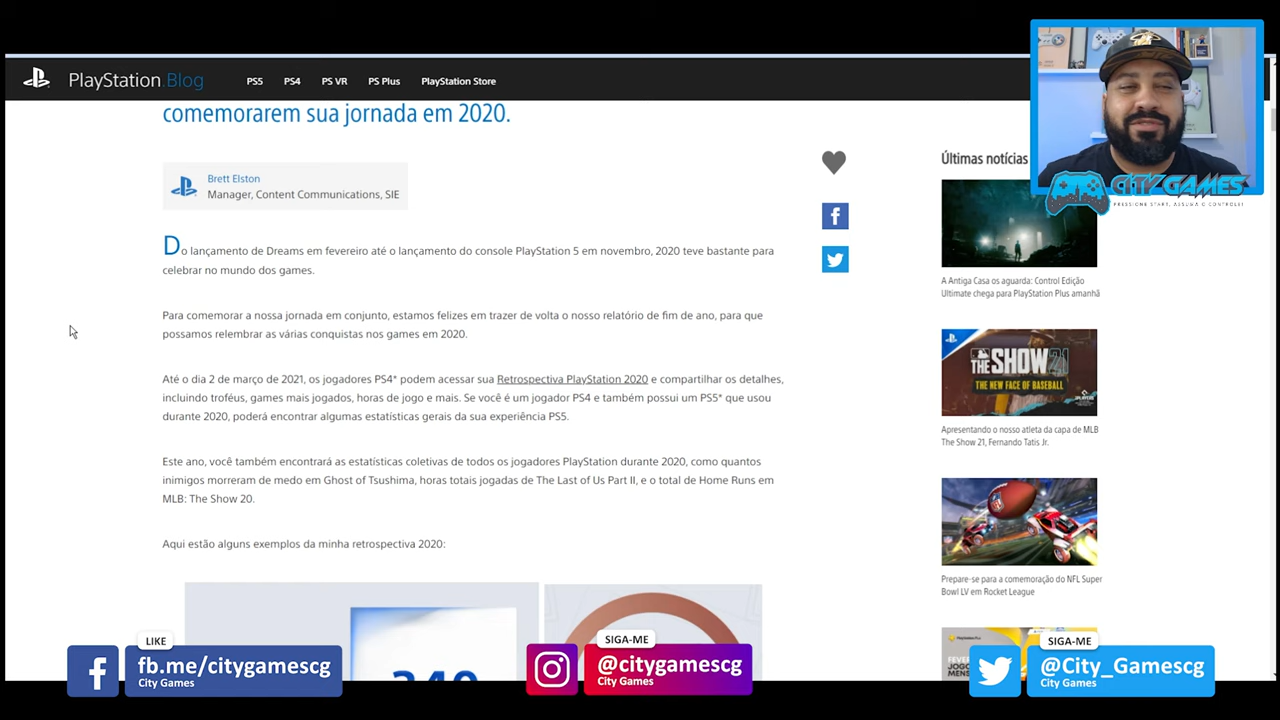 PlayStation.Blog
PS5
PS4
PS VR
PS Plus
PlayStation Store
comemorarem sua jornada em 2020.
Brett Elston
Manager, Content Communications, SIE
Do lançamento de Dreams em fevereiro até o lançamento do console PlayStation 5 em novembro, 2020 teve bastante para
celebrar no mundo dos games.
Para comemorar a nossa jornada em conjunto, estamos felizes em trazer de volta o nosso relatório de fim de ano, para que
possamos relembrar as várias conquistas nos games em 2020.
Até o dia 2 de março de 2021, os jogadores PS4* podem acessar sua Retrospectiva PlayStation 2020 e compartilhar os detalhes,
incluindo troféus, games mais jogados, horas de jogo e mais. Se você é um jogador PS4 e também possui um PS5* que usou
durante 2020, poderá encontrar algumas estatísticas gerais da sua experiência PS5.
Este ano, você também encontrará as estatísticas coletivas de todos os jogadores PlayStation durante 2020, como quantos
inimigos morreram de medo em Ghost of Tsushima, horas totais jogadas de The Last of Us Part II, e o total de Home Runs em
MLB: The Show 20.
Aqui estão alguns exemplos da minha retrospectiva 2020:
Últimas notícias
CITY GAMES
PRESSIONE START, ASSUMA O CONTROLE!
A Antiga Casa os aguarda: Control Edição
Ultimate chega para PlayStation Plus amanhã
THE SHOW 21
THE NEW FACE OF BASEBALL
Apresentando o nosso atleta da capa de MLB
The Show 21, Fernando Tatis Jr.
Prepare-se para a comemoração do NFL Super
Bowl LV em Rocket League
LIKE
fb.me/citygamescg
City Games
SIGA-ME
@citygamescg
City Games
SIGA-ME
@City_Gamescg
City Games